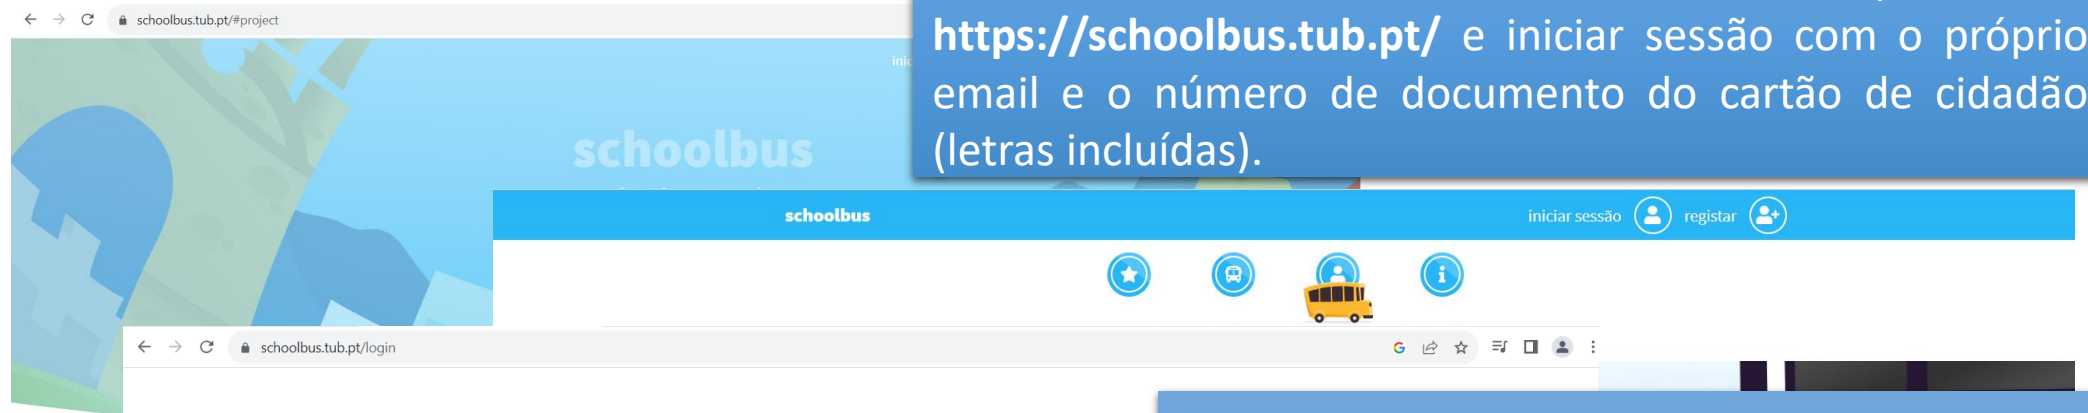 schoolbus.tub.pt/#project
https://schoolbus.tub.pt/ e iniciar sessão com o próprio
email e o número de documento do cartão de cidadão
(letras incluídas).
schoolbus
schoolbus
iniciar sessão
registar
schoolbus.tub.pt/login